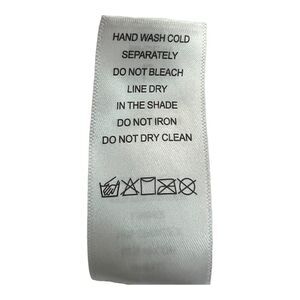 HAND WASH COLD
SEPARATELY
DO NOT BLEACH
LINE DRY
IN THE SHADE
DO NOT IRON
DO NOT DRY CLEAN